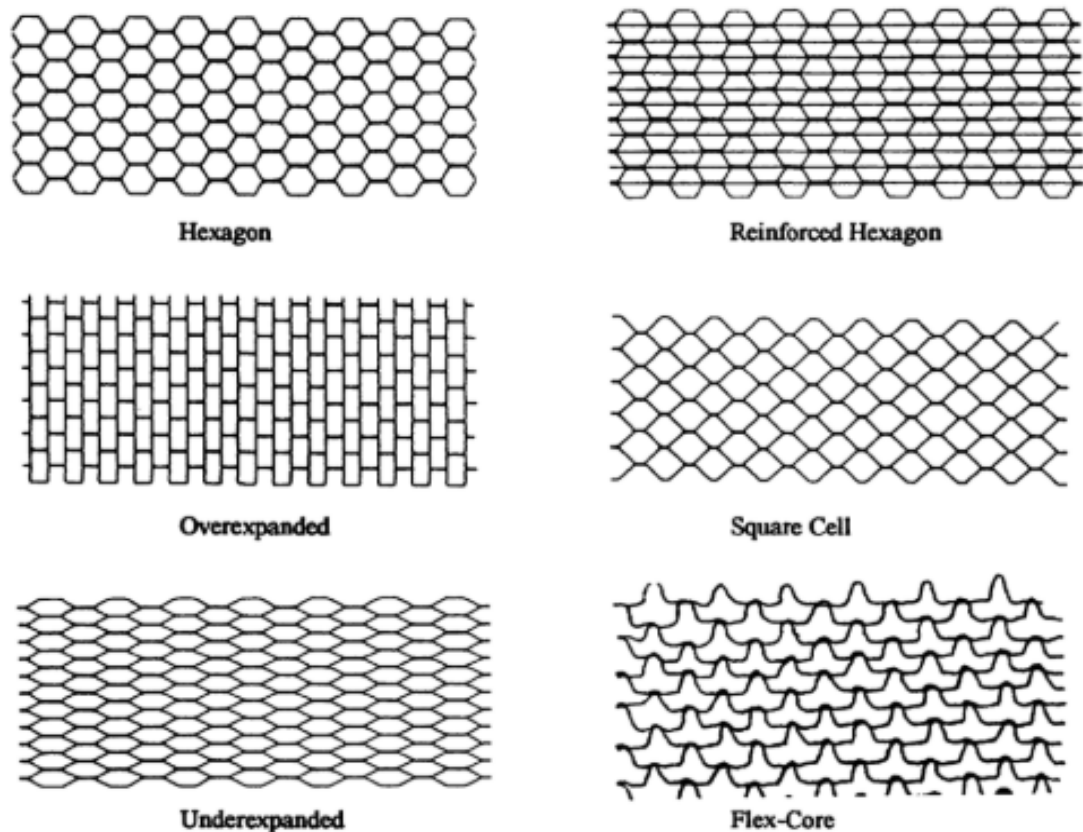 Hexagon
Reinforced Hexagon
Overexpanded
Square Cell
Underexpanded
Flex-Core